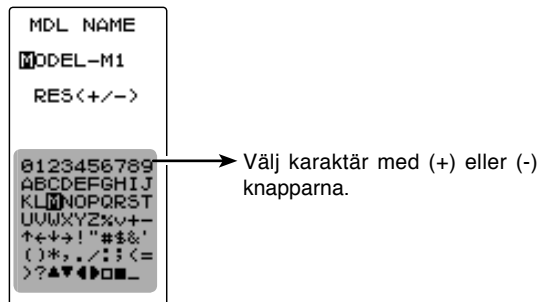 MDL NAME
MODEL-M1
RES(+/-)
0123456789
ABCDEFGHIJ
KLMNOPQRST
UVWXYZ%v+-
↑←↓→!"#$&'
()*,./:;<=
>?▲▼◀▶□■_
Välj karaktär med (+) eller (-)
knapparna.